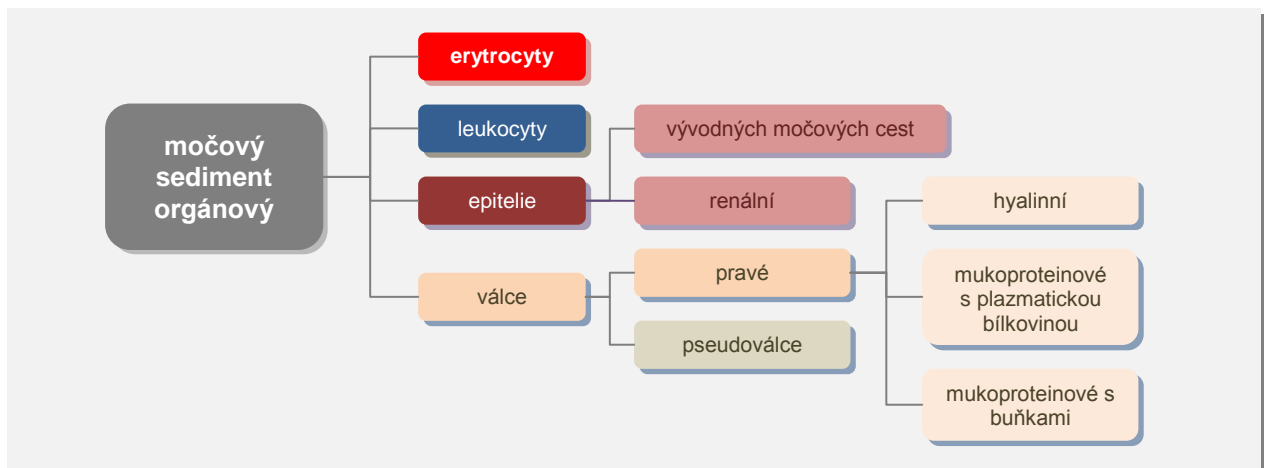 močový
sediment
orgánový
erytrocyty
leukocyty
epitelie
válce
vývodných močových cest
renální
pravé
pseudoválce
hyalinní
mukoproteinové
s plazmatickou
bílkovinou
mukoproteinové s
buňkami